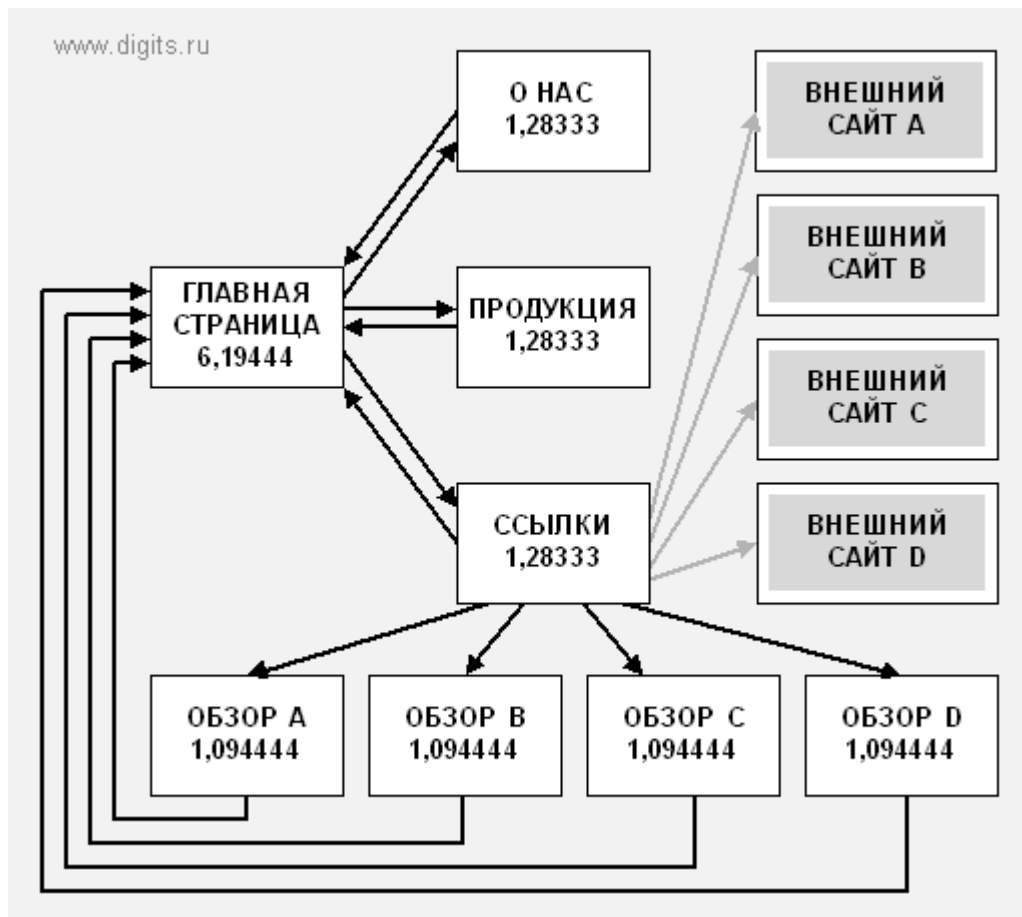 www.digits.ru
О НАС
1,28333
ВНЕШНИЙ
САЙТ A
ВНЕШНИЙ
САЙТ B
ГЛАВНАЯ
СТРАНИЦА
6,19444
ПРОДУКЦИЯ
1,28333
ВНЕШНИЙ
САЙТ C
ССЫЛКИ
1,28333
ВНЕШНИЙ
САЙТ D
ОБЗОР A
1,094444
ОБЗОР B
1,094444
ОБЗОР C
1,094444
ОБЗОР D
1,094444